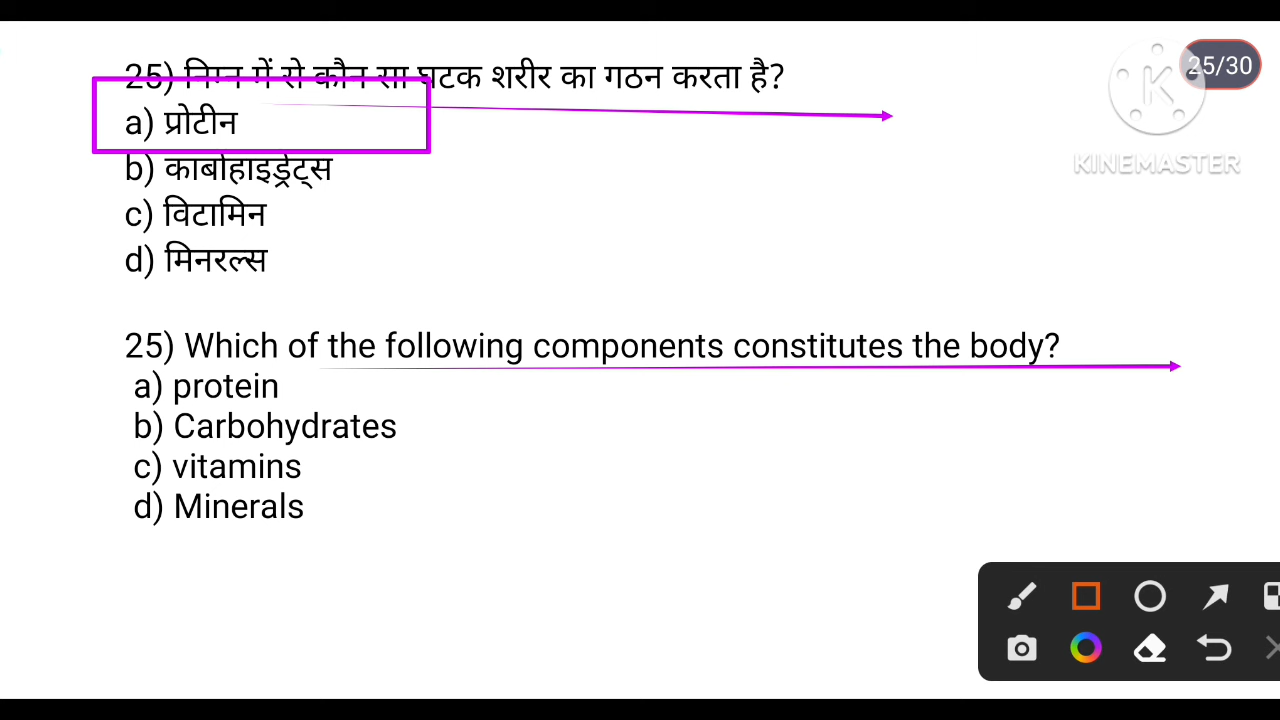 25) निम्न में से कौन सा घटक शरीर का गठन करता है?
a) प्रोटीन
b) कार्बोहाइड्रेट्स
c) विटामिन
d) मिनरल्स
25) Which of the following components constitutes the body?
a) protein
b) Carbohydrates
c) vitamins
d) Minerals
25/30
K
KINEMASTER